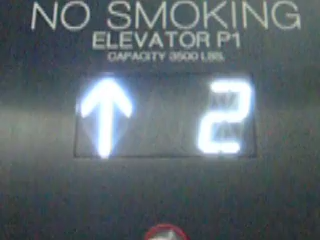 NO SMOKING
ELEVATOR P1
CAPACITY 3500 LBS.
↑ 2